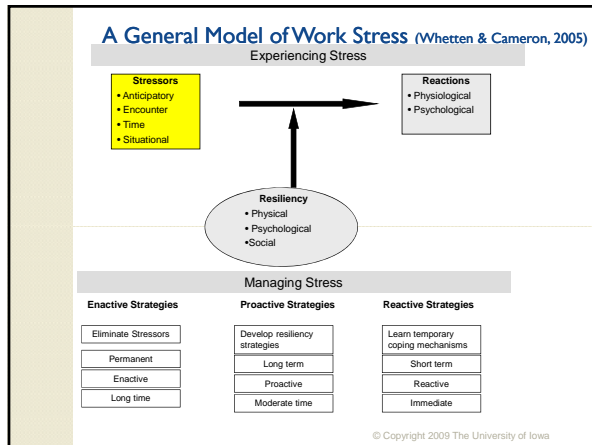 A General Model of Work Stress (Whetten & Cameron, 2005)
Experiencing Stress
Stressors
• Anticipatory
• Encounter
• Time
• Situational
Reactions
• Physiological
• Psychological
Resiliency
• Physical
• Psychological
•Social
Managing Stress
Enactive Strategies
Eliminate Stressors
Permanent
Enactive
Long time
Proactive Strategies
Develop resiliency
strategies
Long term
Proactive
Moderate time
Reactive Strategies
Learn temporary
coping mechanisms
Short term
Reactive
Immediate
© Copyright 2009 The University of Iowa